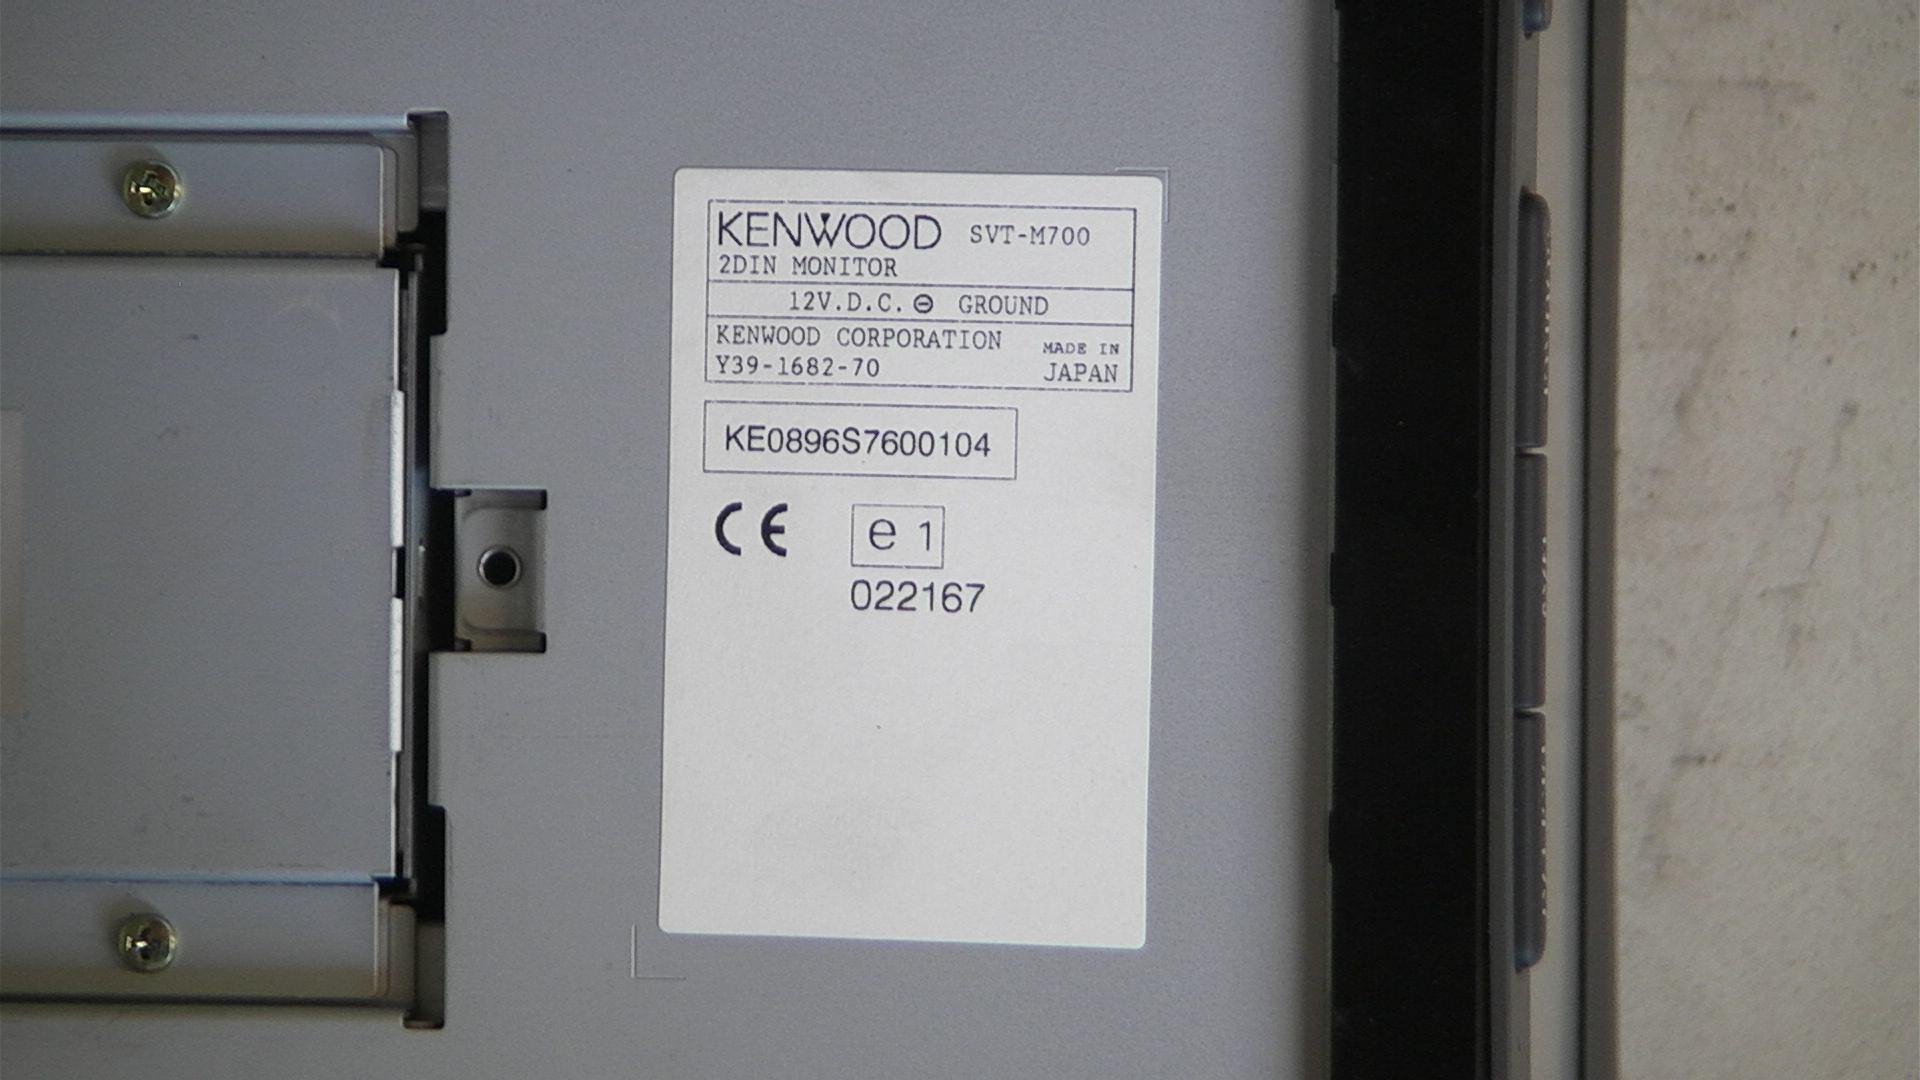 KENWOOD SVT-M700
2DIN MONITOR
12V.D.C. ⊖ GROUND
KENWOOD CORPORATION
Y39-1682-70
MADE IN
JAPAN
KE0896S7600104
CE
e 1
022167